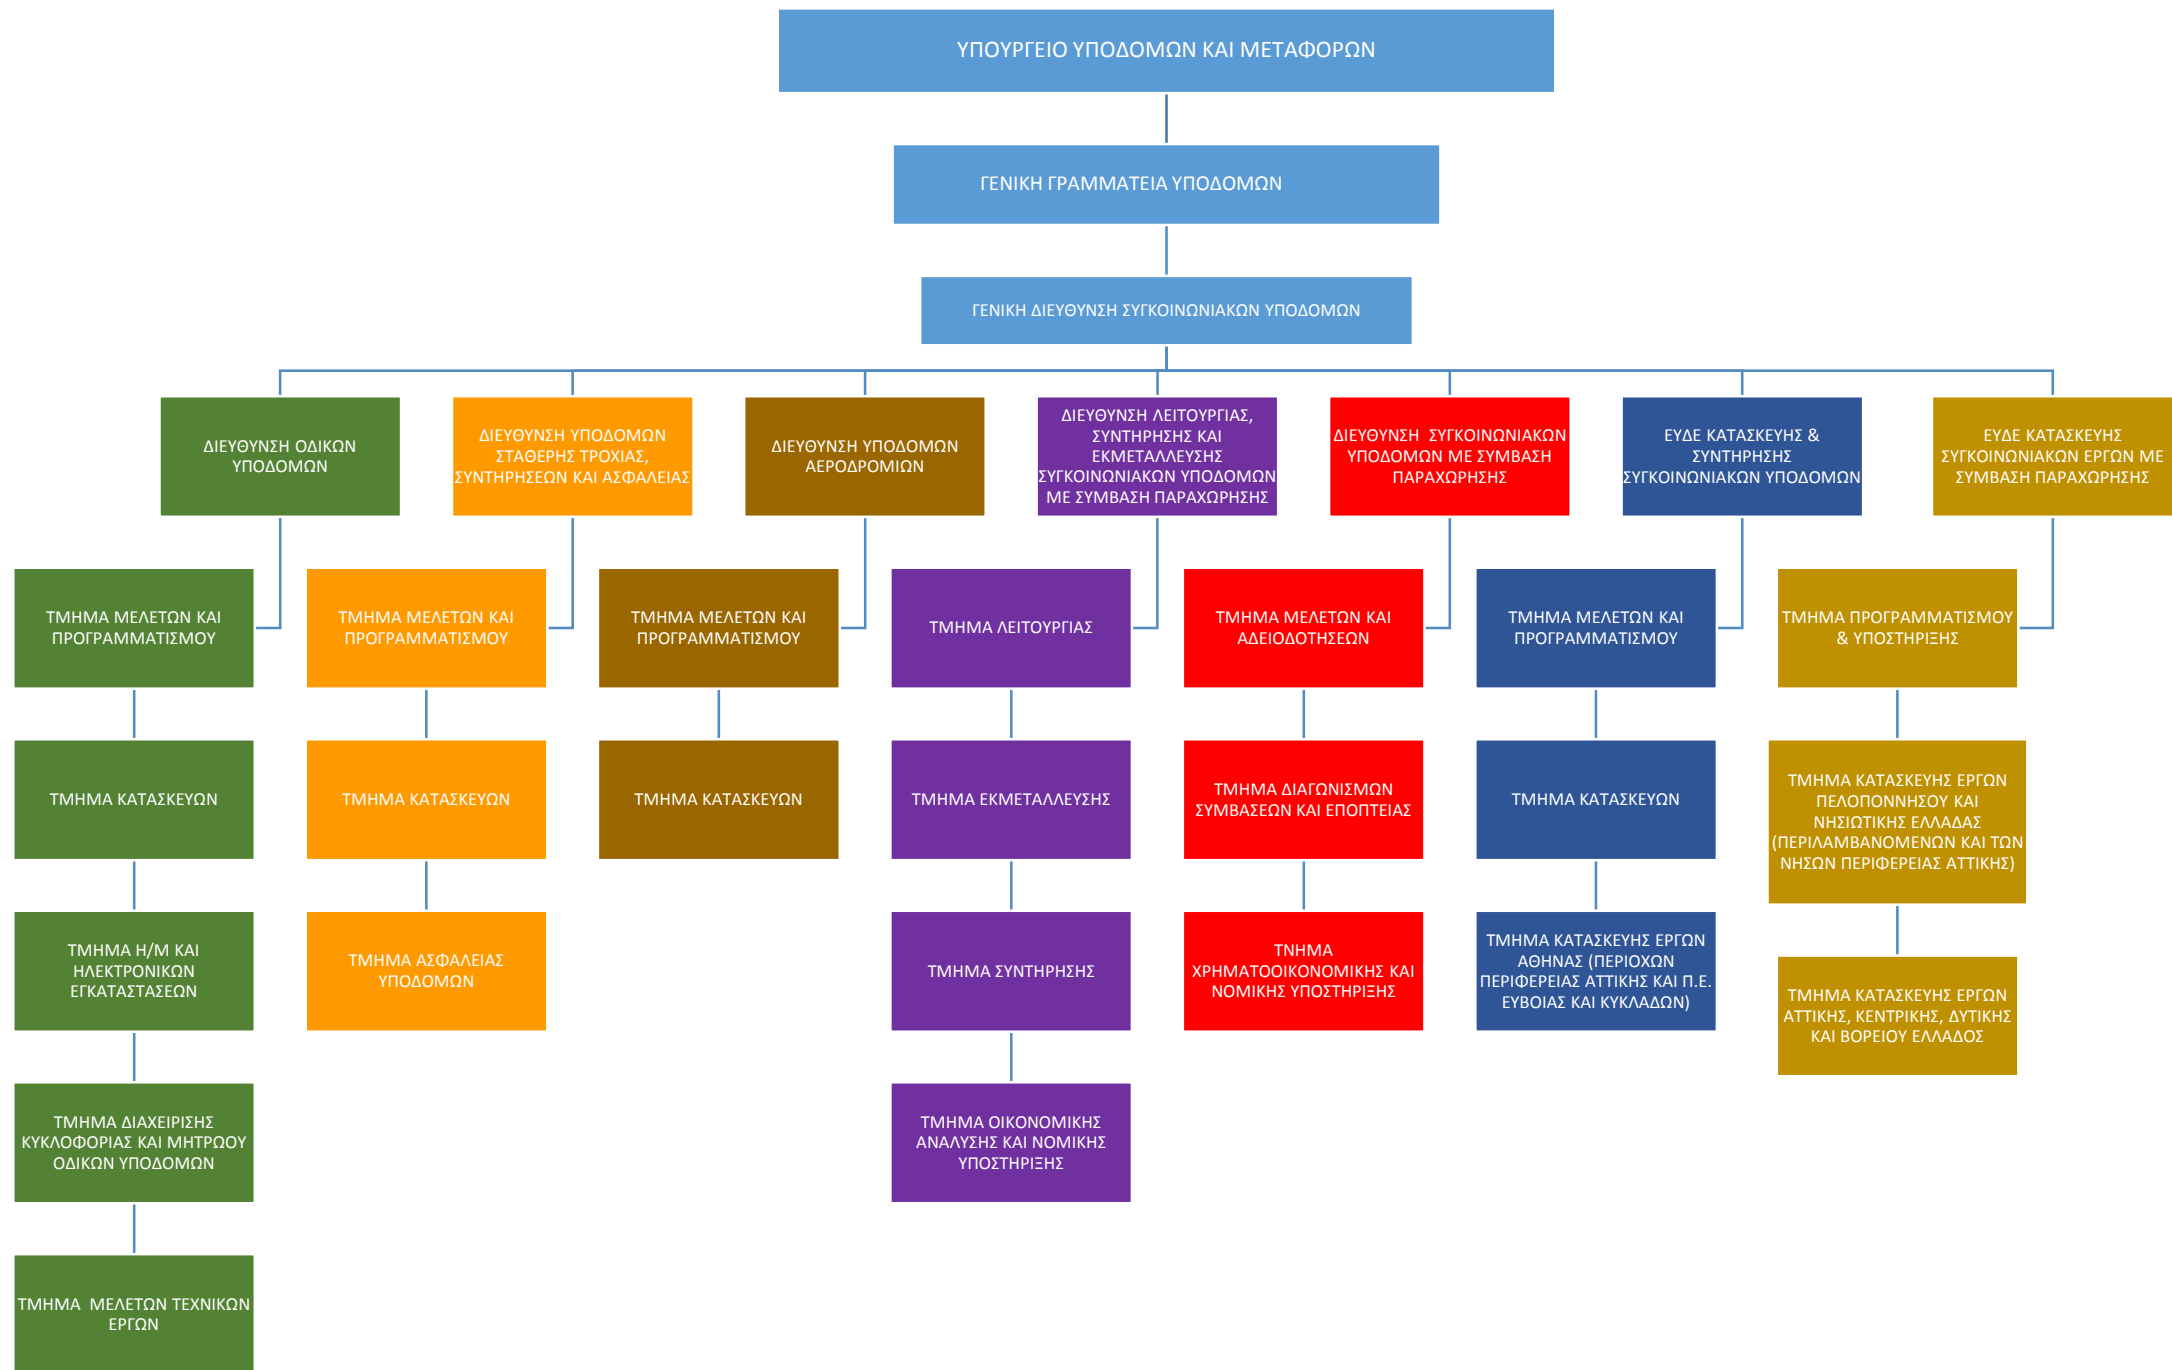 ΥΠΟΥΡΓΕΙΟ ΥΠΟΔΟΜΩΝ ΚΑΙ ΜΕΤΑΦΟΡΩΝ
ΓΕΝΙΚΗ ΓΡΑΜΜΑΤΕΙΑ ΥΠΟΔΟΜΩΝ
ΓΕΝΙΚΗ ΔΙΕΥΘΥΝΣΗ ΣΥΓΚΟΙΝΩΝΙΑΚΩΝ ΥΠΟΔΟΜΩΝ
ΔΙΕΥΘΥΝΣΗ ΟΔΙΚΩΝ
ΥΠΟΔΟΜΩΝ
ΔΙΕΥΘΥΝΣΗ ΥΠΟΔΟΜΩΝ
ΣΤΑΘΕΡΗΣ ΤΡΟΧΙΑΣ,
ΣΥΝΤΗΡΗΣΕΩΝ ΚΑΙ ΑΣΦΑΛΕΙΑΣ
ΔΙΕΥΘΥΝΣΗ ΥΠΟΔΟΜΩΝ
ΑΕΡΟΔΡΟΜΙΩΝ
ΔΙΕΥΘΥΝΣΗ ΛΕΙΤΟΥΡΓΙΑΣ,
ΣΥΝΤΗΡΗΣΗΣ ΚΑΙ
ΕΚΜΕΤΑΛΛΕΥΣΗΣ
ΣΥΓΚΟΙΝΩΝΙΑΚΩΝ ΥΠΟΔΟΜΩΝ
ΜΕ ΣΥΜΒΑΣΗ ΠΑΡΑΧΩΡΗΣΗΣ
ΔΙΕΥΘΥΝΣΗ  ΣΥΓΚΟΙΝΩΝΙΑΚΩΝ
ΥΠΟΔΟΜΩΝ ΜΕ ΣΥΜΒΑΣΗ
ΠΑΡΑΧΩΡΗΣΗΣ
ΕΥΔΕ ΚΑΤΑΣΚΕΥΗΣ &
ΣΥΝΤΗΡΗΣΗΣ
ΣΥΓΚΟΙΝΩΝΙΑΚΩΝ ΥΠΟΔΟΜΩΝ
ΕΥΔΕ ΚΑΤΑΣΚΕΥΗΣ
ΣΥΓΚΟΙΝΩΝΙΑΚΩΝ ΕΡΓΩΝ ΜΕ
ΣΥΜΒΑΣΗ ΠΑΡΑΧΩΡΗΣΗΣ
ΤΜΗΜΑ ΜΕΛΕΤΩΝ ΚΑΙ
ΠΡΟΓΡΑΜΜΑΤΙΣΜΟΥ
ΤΜΗΜΑ ΜΕΛΕΤΩΝ ΚΑΙ
ΠΡΟΓΡΑΜΜΑΤΙΣΜΟΥ
ΤΜΗΜΑ ΜΕΛΕΤΩΝ ΚΑΙ
ΠΡΟΓΡΑΜΜΑΤΙΣΜΟΥ
ΤΜΗΜΑ ΛΕΙΤΟΥΡΓΙΑΣ
ΤΜΗΜΑ ΜΕΛΕΤΩΝ ΚΑΙ
ΑΔΕΙΟΔΟΤΗΣΕΩΝ
ΤΜΗΜΑ ΜΕΛΕΤΩΝ ΚΑΙ
ΠΡΟΓΡΑΜΜΑΤΙΣΜΟΥ
ΤΜΗΜΑ ΠΡΟΓΡΑΜΜΑΤΙΣΜΟΥ
& ΥΠΟΣΤΗΡΙΞΗΣ
ΤΜΗΜΑ ΚΑΤΑΣΚΕΥΩΝ
ΤΜΗΜΑ ΚΑΤΑΣΚΕΥΩΝ
ΤΜΗΜΑ ΚΑΤΑΣΚΕΥΩΝ
ΤΜΗΜΑ ΕΚΜΕΤΑΛΛΕΥΣΗΣ
ΤΜΗΜΑ ΔΙΑΓΩΝΙΣΜΩΝ
ΣΥΜΒΑΣΕΩΝ ΚΑΙ ΕΠΟΠΤΕΙΑΣ
ΤΜΗΜΑ ΚΑΤΑΣΚΕΥΩΝ
ΤΜΗΜΑ ΚΑΤΑΣΚΕΥΗΣ ΕΡΓΩΝ
ΠΕΛΟΠΟΝΝΗΣΟΥ ΚΑΙ
ΝΗΣΙΩΤΙΚΗΣ ΕΛΛΑΔΑΣ
(ΠΕΡΙΛΑΜΒΑΝΟΜΕΝΩΝ ΚΑΙ ΤΩΝ
ΝΗΣΩΝ ΠΕΡΙΦΕΡΕΙΑΣ ΑΤΤΙΚΗΣ)
ΤΜΗΜΑ Η/Μ ΚΑΙ
ΗΛΕΚΤΡΟΝΙΚΩΝ
ΕΓΚΑΤΑΣΤΑΣΕΩΝ
ΤΜΗΜΑ ΑΣΦΑΛΕΙΑΣ
ΥΠΟΔΟΜΩΝ
ΤΜΗΜΑ ΣΥΝΤΗΡΗΣΗΣ
ΤΝΗΜΑ
ΧΡΗΜΑΤΟΟΙΚΟΝΟΜΙΚΗΣ ΚΑΙ
ΝΟΜΙΚΗΣ ΥΠΟΣΤΗΡΙΞΗΣ
ΤΜΗΜΑ ΚΑΤΑΣΚΕΥΗΣ ΕΡΓΩΝ
ΑΘΗΝΑΣ (ΠΕΡΙΟΧΩΝ
ΠΕΡΙΦΕΡΕΙΑΣ ΑΤΤΙΚΗΣ ΚΑΙ Π.Ε.
ΕΥΒΟΙΑΣ ΚΑΙ ΚΥΚΛΑΔΩΝ)
ΤΜΗΜΑ ΚΑΤΑΣΚΕΥΗΣ ΕΡΓΩΝ
ΑΤΤΙΚΗΣ, ΚΕΝΤΡΙΚΗΣ, ΔΥΤΙΚΗΣ
ΚΑΙ ΒΟΡΕΙΟΥ ΕΛΛΑΔΟΣ
ΤΜΗΜΑ ΔΙΑΧΕΙΡΙΣΗΣ
ΚΥΚΛΟΦΟΡΙΑΣ ΚΑΙ ΜΗΤΡΩΟΥ
ΟΔΙΚΩΝ ΥΠΟΔΟΜΩΝ
ΤΜΗΜΑ ΟΙΚΟΝΟΜΙΚΗΣ
ΑΝΑΛΥΣΗΣ ΚΑΙ ΝΟΜΙΚΗΣ
ΥΠΟΣΤΗΡΙΞΗΣ
ΤΜΗΜΑ  ΜΕΛΕΤΩΝ ΤΕΧΝΙΚΩΝ
ΕΡΓΩΝ